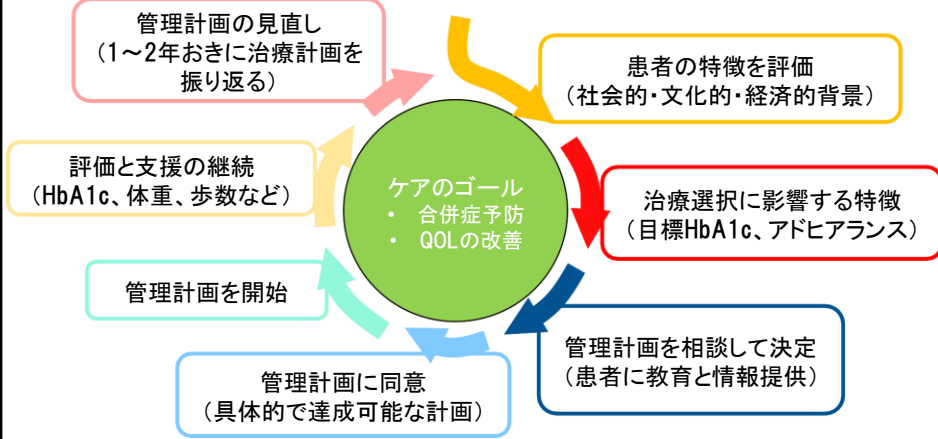 管理計画の見直し
（1～2年おきに治療計画を
振り返る）
患者の特徴を評価
（社会的・文化的・経済的背景）
評価と支援の継続
（HbA1c、体重、歩数など）
ケアのゴール
• 合併症予防
• QOLの改善
治療選択に影響する特徴
（目標HbA1c、アドヒアランス）
管理計画を開始
管理計画を相談して決定
（患者に教育と情報提供）
管理計画に同意
（具体的で達成可能な計画）